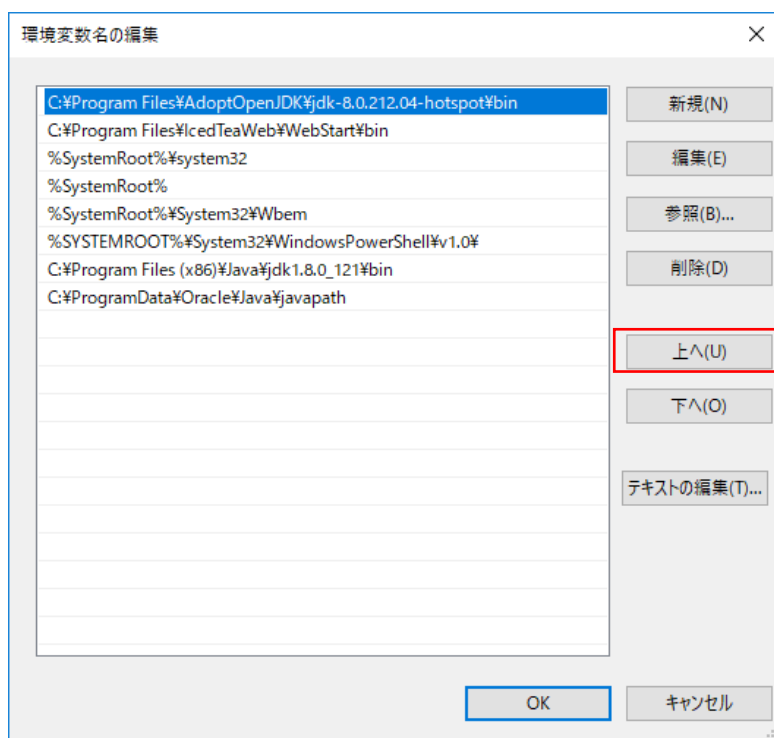 環境変数名の編集
C:¥Program Files¥AdoptOpenJDK¥jdk-8.0.212.04-hotspot¥bin
C:¥Program Files¥IcedTeaWeb¥WebStart¥bin
%SystemRoot%¥system32
%SystemRoot%
%SystemRoot%¥System32¥Wbem
%SYSTEMROOT%¥System32¥WindowsPowerShell¥v1.0¥
C:¥Program Files (x86)¥Java¥jdk1.8.0_121¥bin
C:¥ProgramData¥Oracle¥Java¥javapath
新規(N)
編集(E)
参照(B)...
削除(D)
上へ(U)
下へ(O)
テキストの編集(T)...
OK
キャンセル